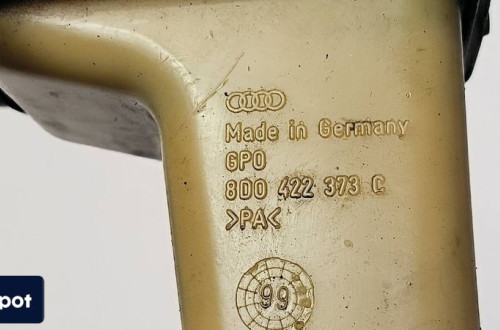 Made in Germany
GPO
8D0 422 373 C
>PA<
99
pot